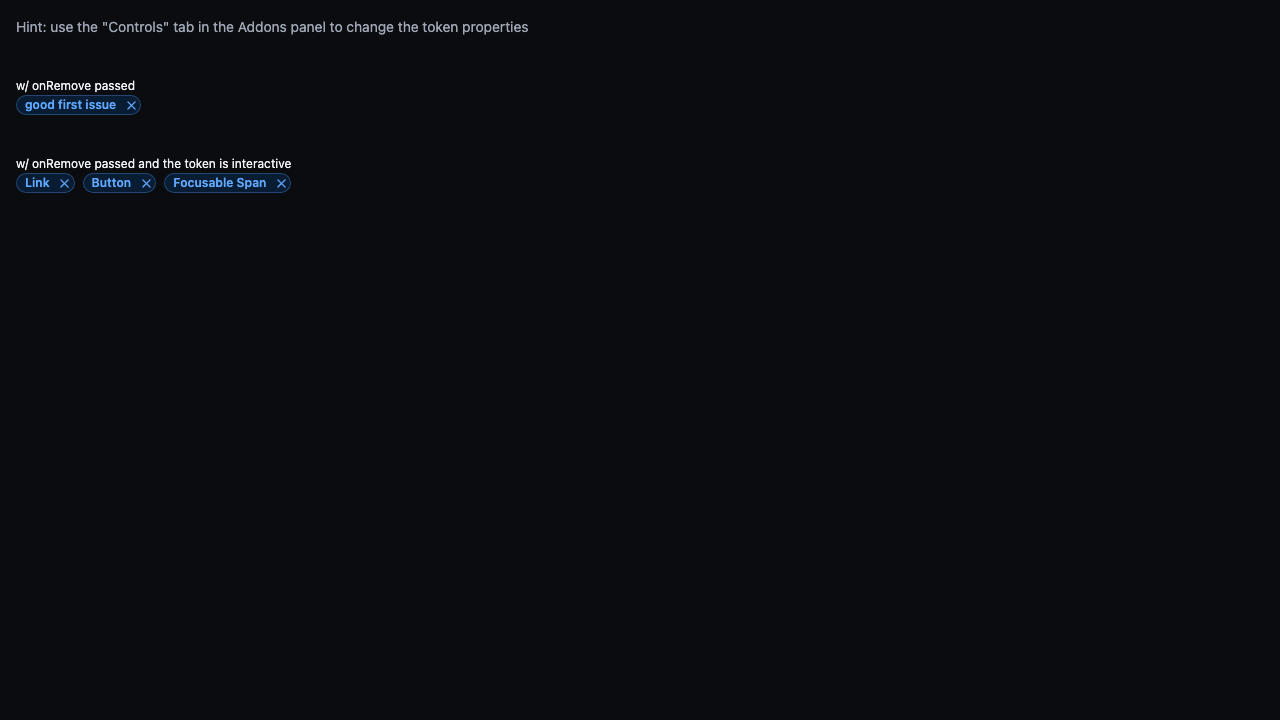 Hint: use the "Controls" tab in the Addons panel to change the token properties
w/ onRemove passed
good first issue
w/ onRemove passed and the token is interactive
Link Button Focusable Span